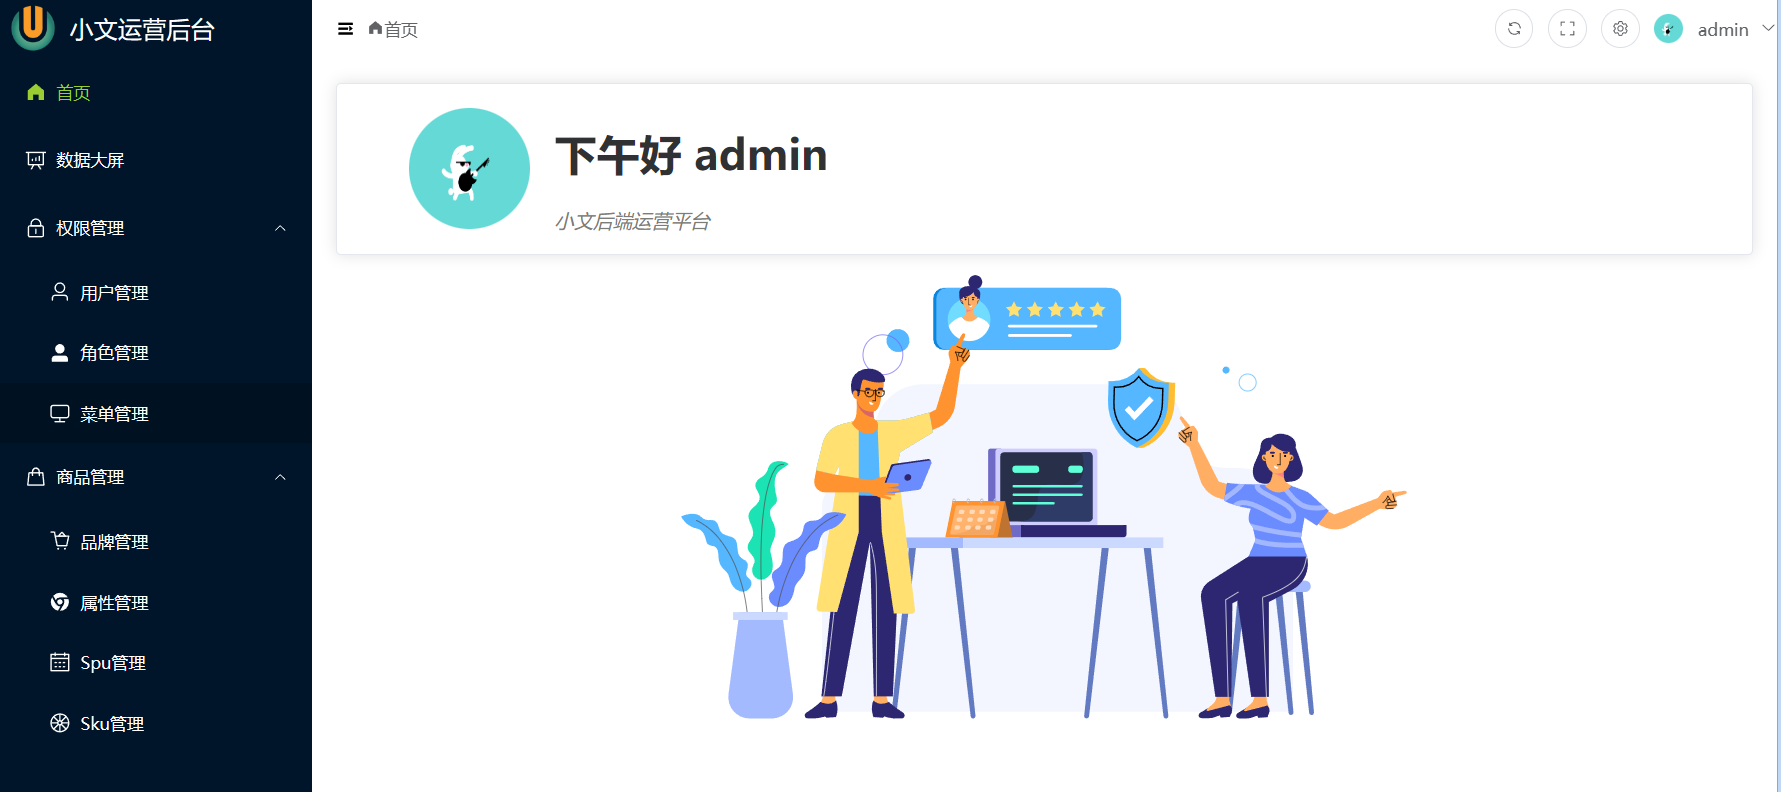 小文运营后台
首页
数据大屏
权限管理
用户管理
角色管理
菜单管理
商品管理
品牌管理
属性管理
Spu管理
Sku管理
首页
admin
下午好 admin
小文后端运营平台